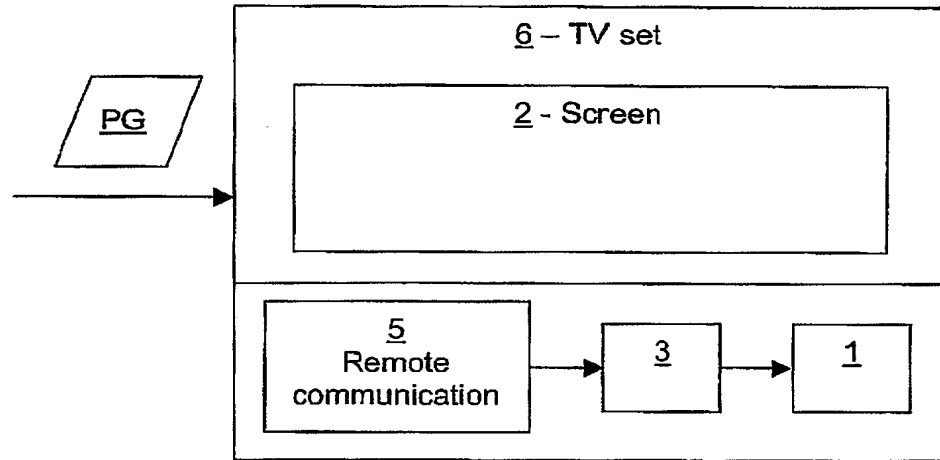 6 – TV set
PG
2 - Screen
5
Remote
communication
3
1